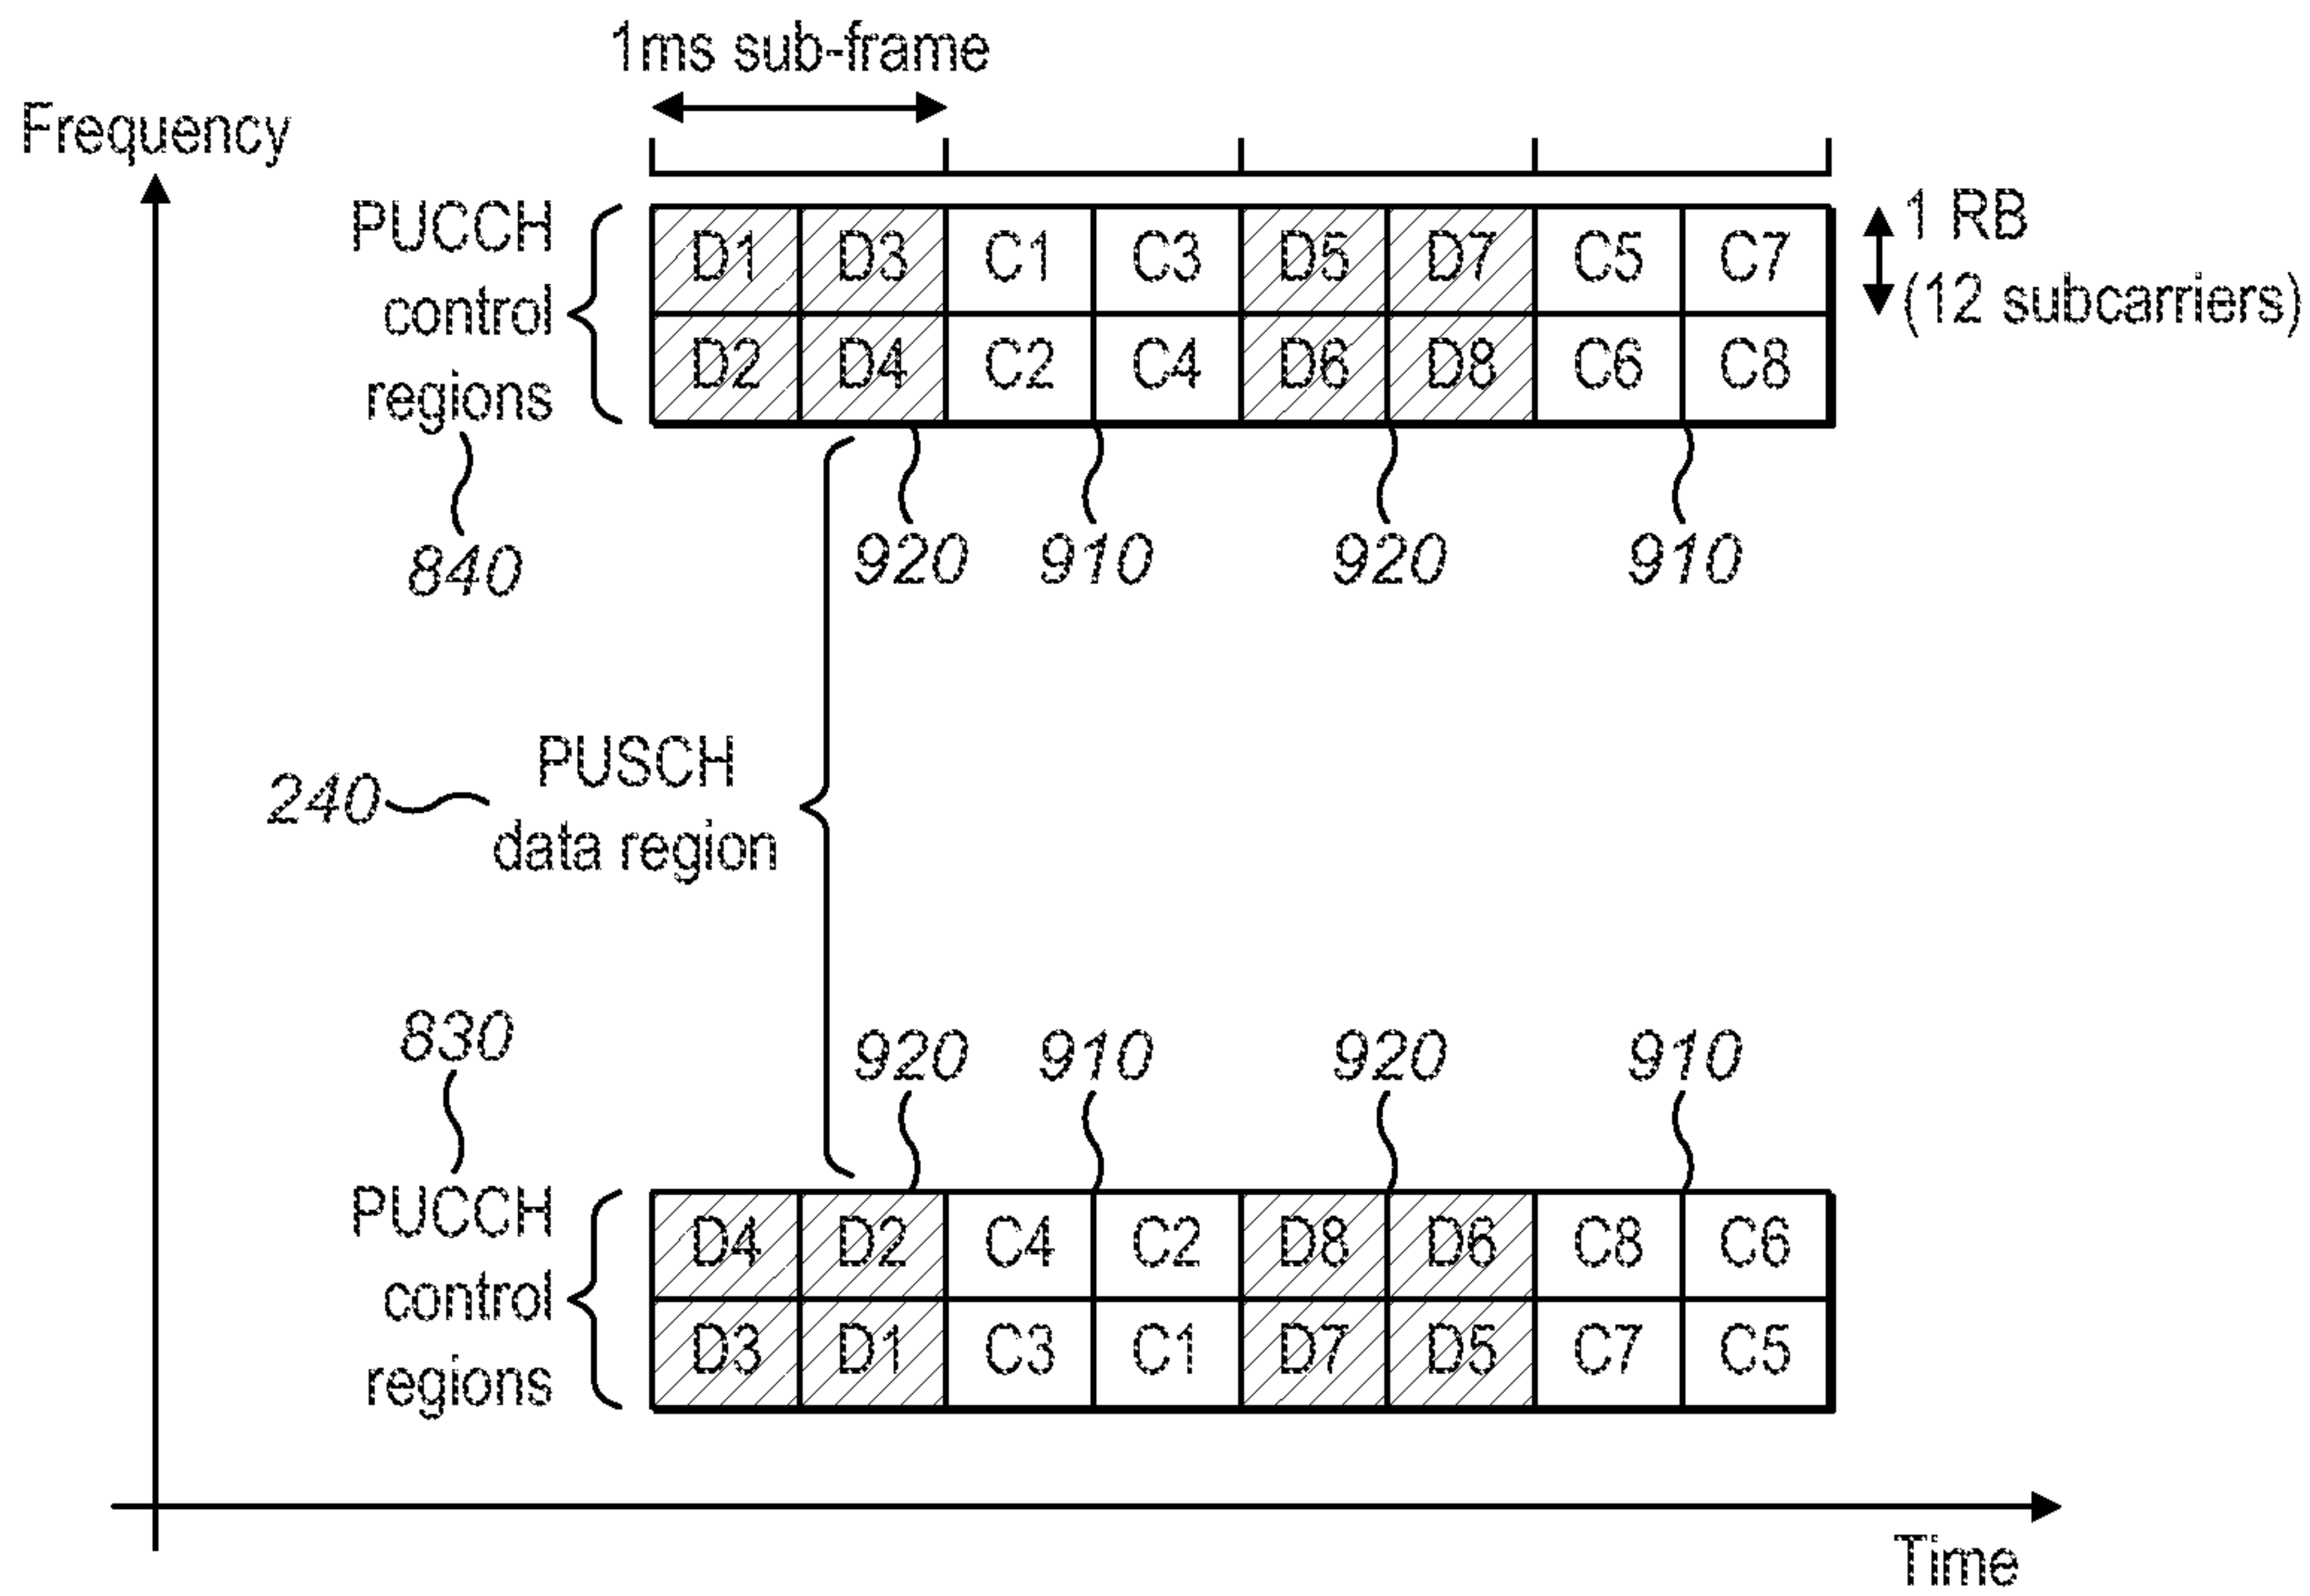 1ms sub-frame
Frequency
PUCCH
control
regions
D1 D3 C1 C3 D5 D7 C5 C7
D2 D4 C2 C4 D6 D8 C6 C8
1 RB
(12 subcarriers)
840
920 910 920 910
240
PUSCH
data region
830
920 910 920 910
PUCCH
control
regions
D4 D2 C4 C2 D8 D6 C8 C6
D3 D1 C3 C1 D7 D5 C7 C5
Time